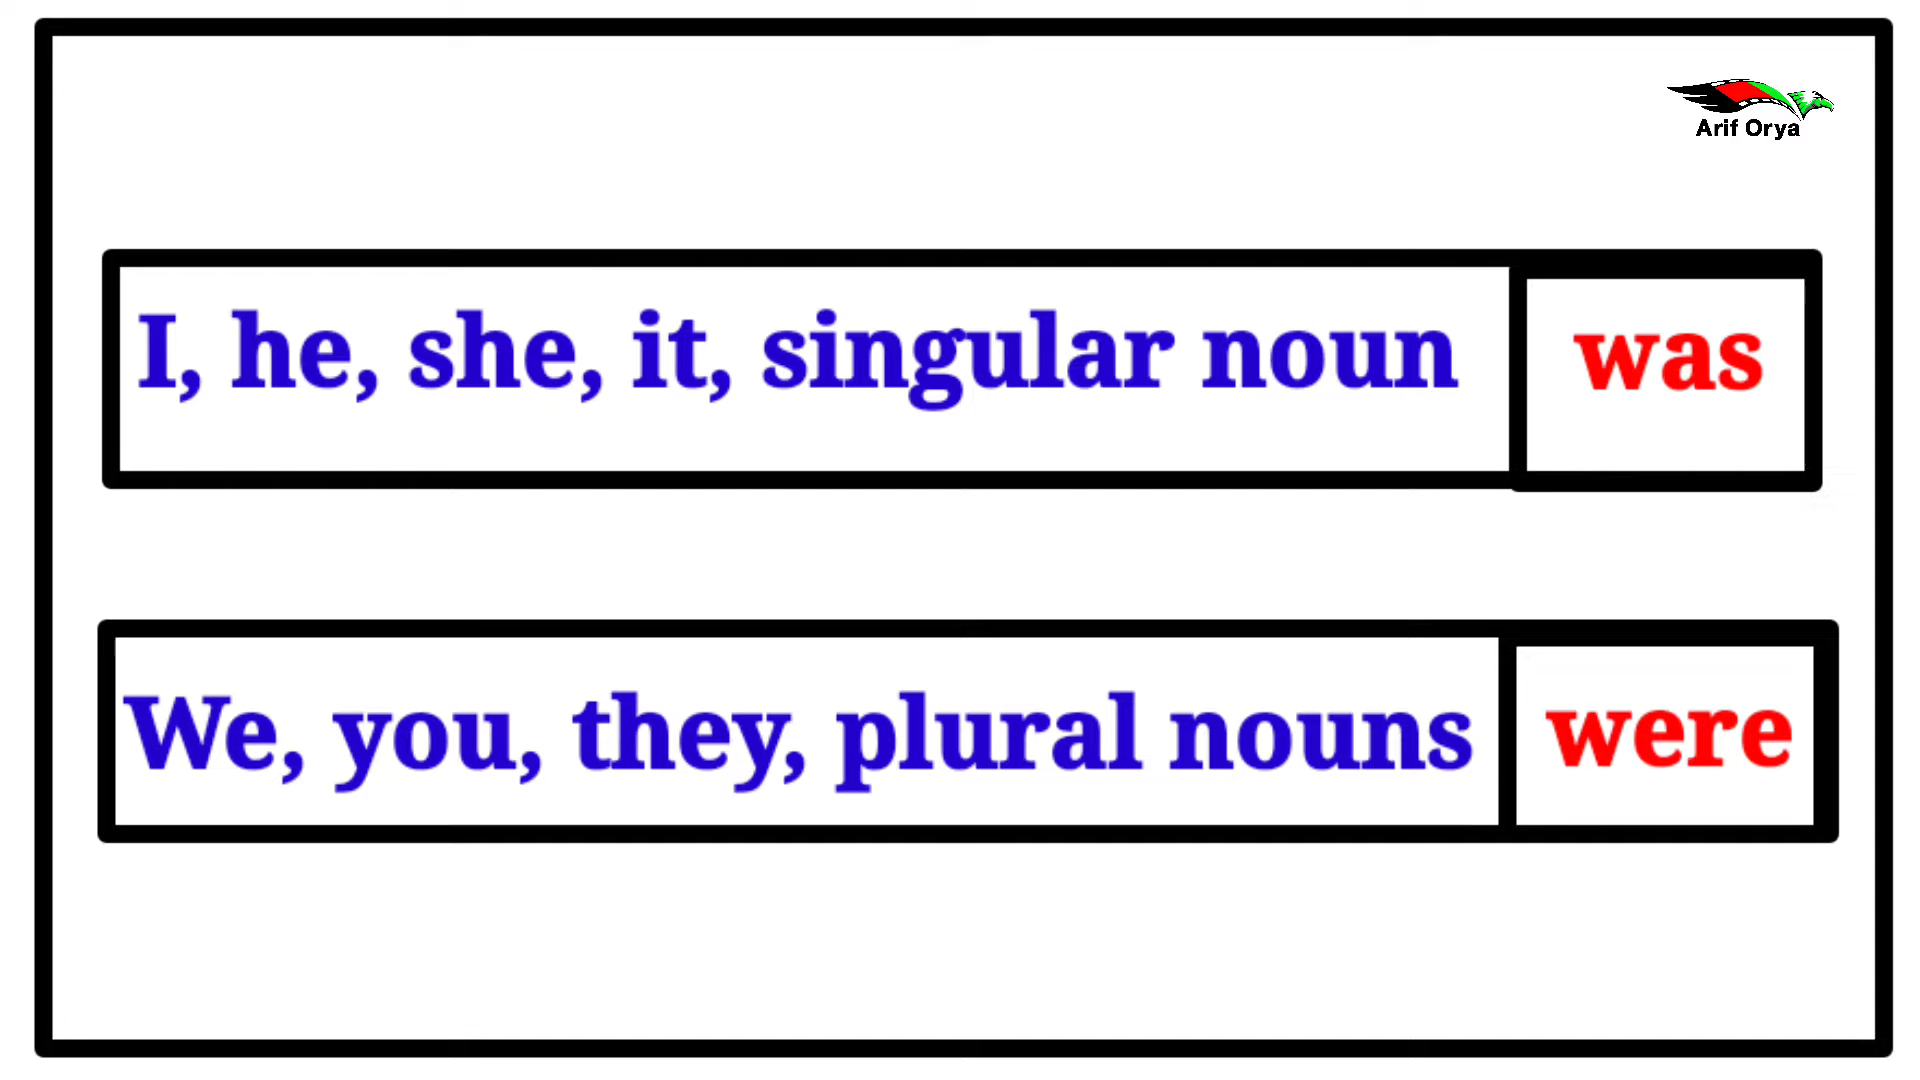 Arif Orya
I, he, she, it, singular noun was
We, you, they, plural nouns were